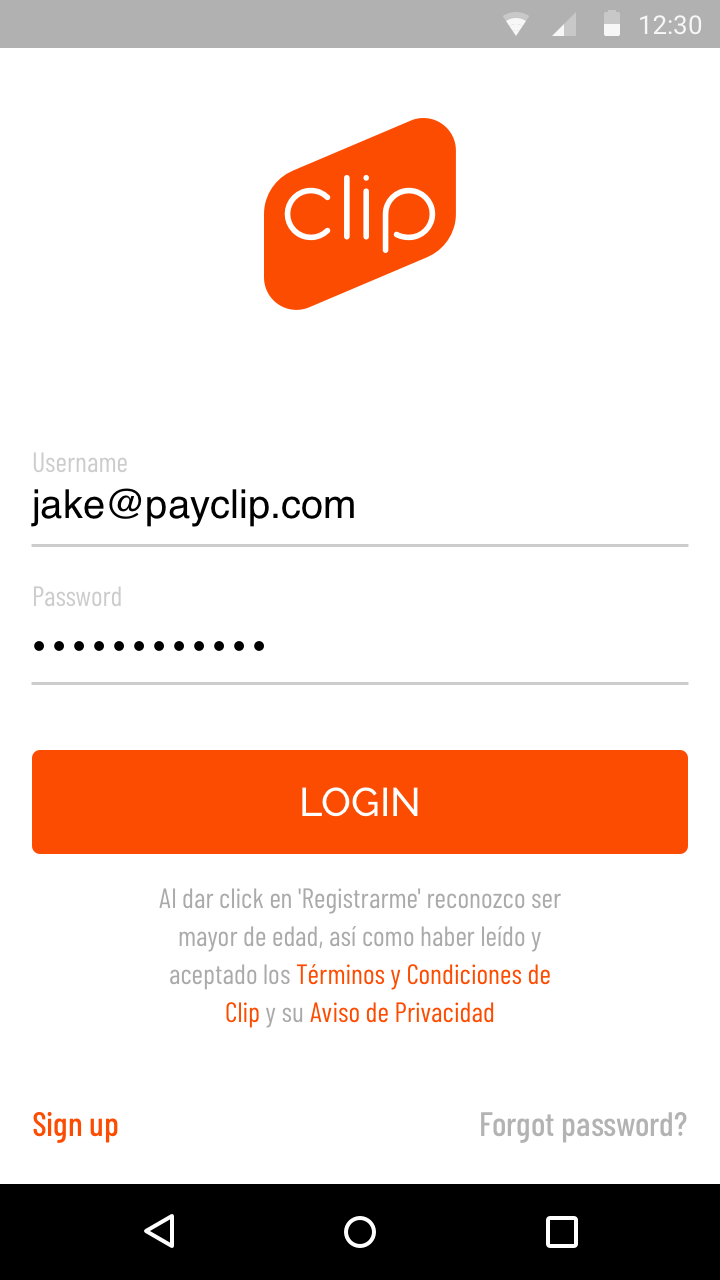 12:30
clip
Username
jake@payclip.com
Password
••••••••••••
LOGIN
Al dar click en 'Registrarme' reconozco ser
mayor de edad, así como haber leído y
aceptado los Términos y Condiciones de
Clip y su Aviso de Privacidad
Sign up
Forgot password?